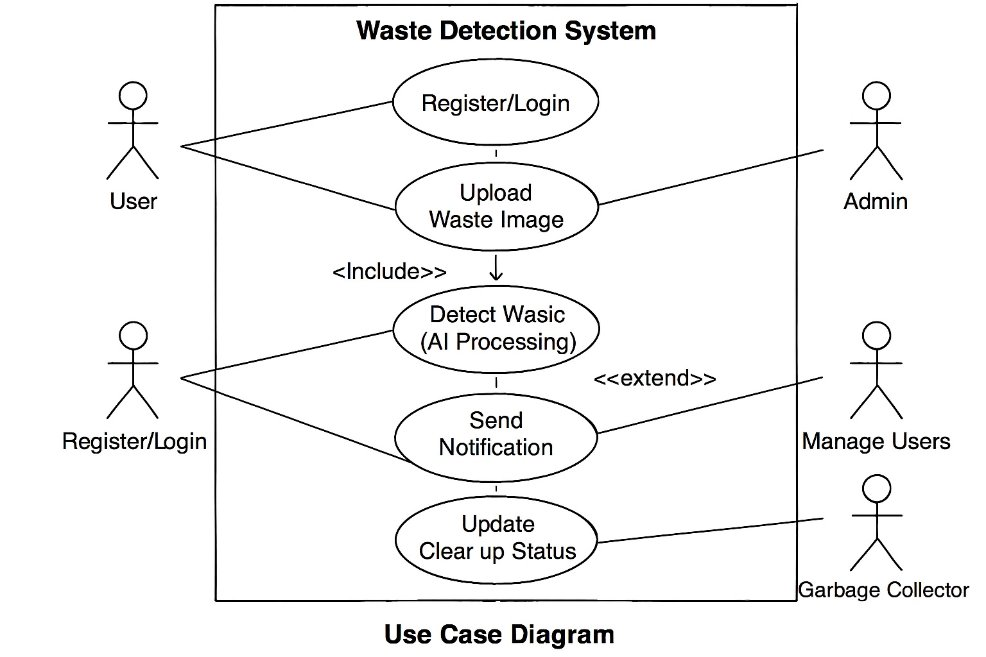 Waste Detection System
Register/Login
User
Upload
Waste Image
Admin
<Include>>
Detect Wasic
(AI Processing)
<<extend>>
Register/Login
Send
Notification
Manage Users
Update
Clear up Status
Garbage Collector
Use Case Diagram